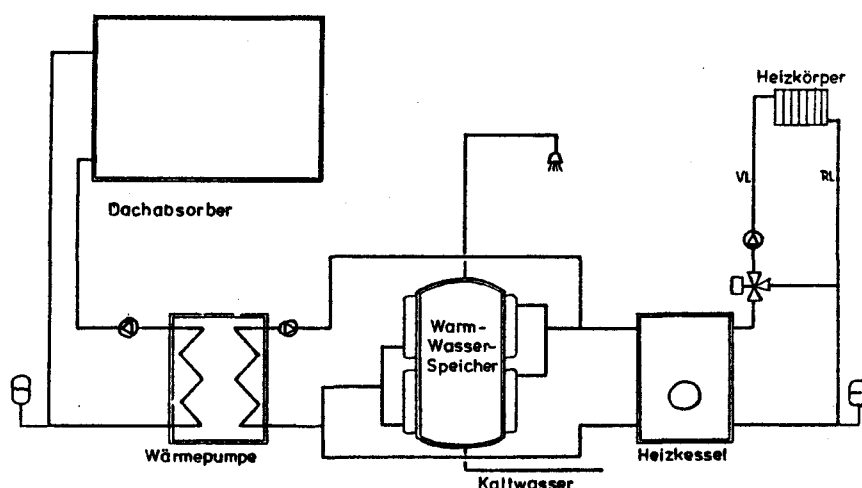 Heizkörper
VL
RL
Dachabsorber
Warm-
Wasser-
Speicher
Wärmepumpe
Heizkessel
Kaltwasser